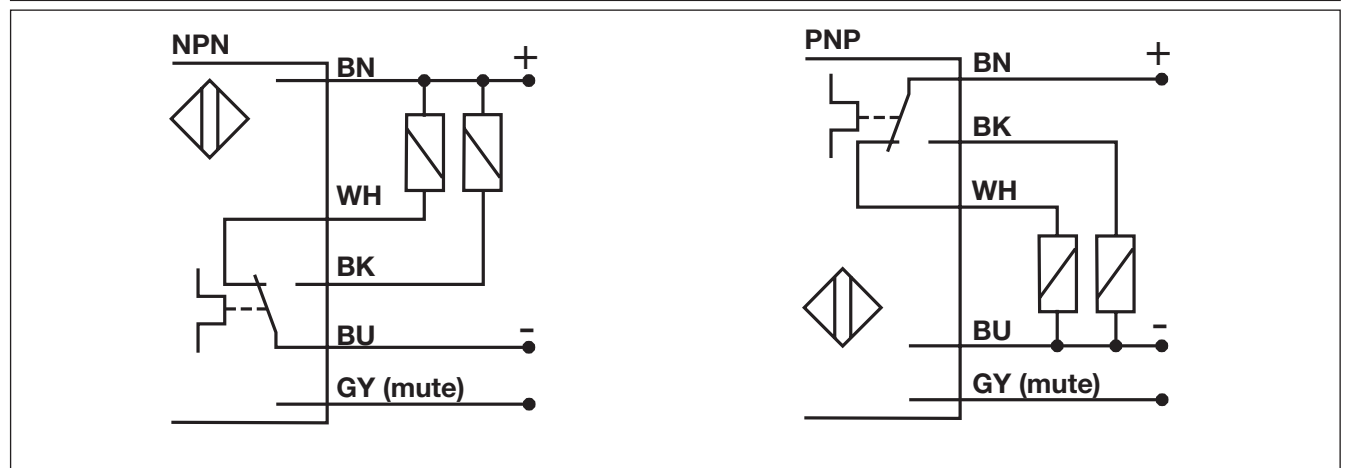 NPN
BN
+
WH
BK
BU
-
GY (mute)
PNP
BN
+
BK
WH
BU
-
GY (mute)